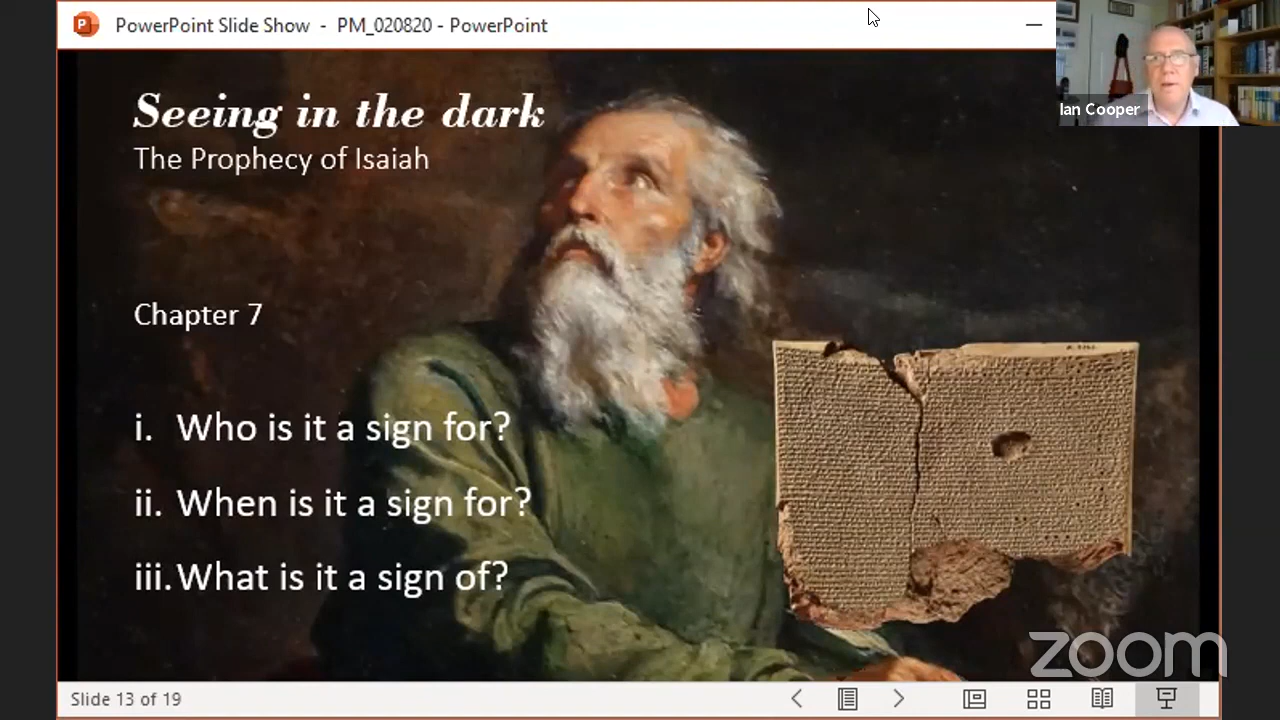 PowerPoint Slide Show - PM_020820 - PowerPoint
Ian Cooper
Seeing in the dark
The Prophecy of Isaiah
Chapter 7
i. Who is it a sign for?
ii. When is it a sign for?
iii. What is it a sign of?
zoom
Slide 13 of 19